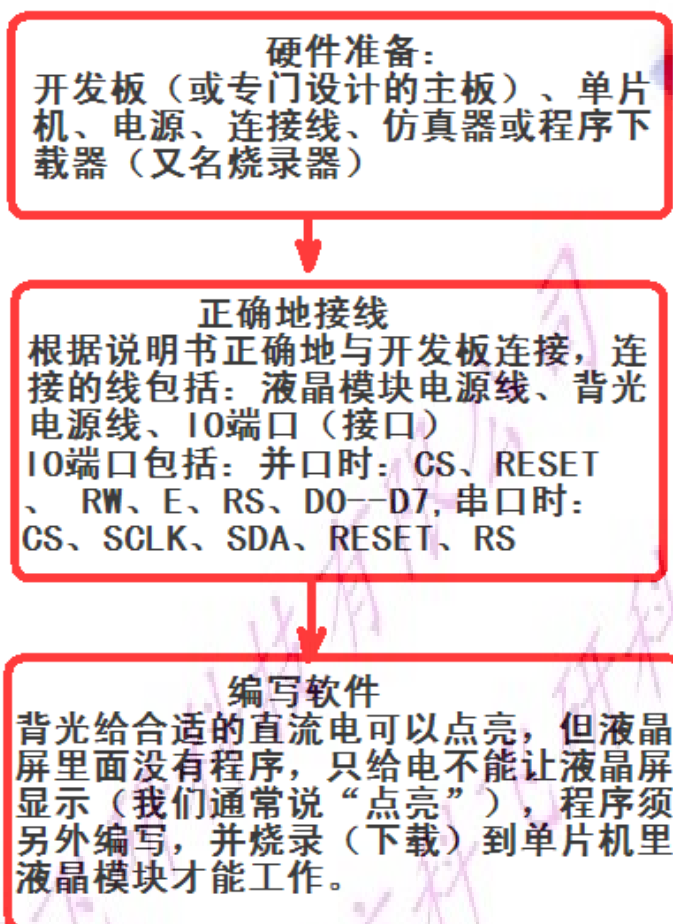 硬件准备：
开发板（或专门设计的主板）、单片
机、电源、连接线、仿真器或程序下
载器（又名烧录器）
正确地接线
根据说明书正确地与开发板连接，连
接的线包括：液晶模块电源线、背光
电源线、IO端口（接口）
IO端口包括：并口时：CS、RESET
、 RW、E、RS、D0--D7,串口时：
CS、SCLK、SDA、RESET、RS
编写软件
背光给合适的直流电可以点亮，但液晶
屏里面没有程序，只给电不能让液晶屏
显示（我们通常说“点亮”），程序须
另外编写，并烧录（下载）到单片机里
液晶模块才能工作。